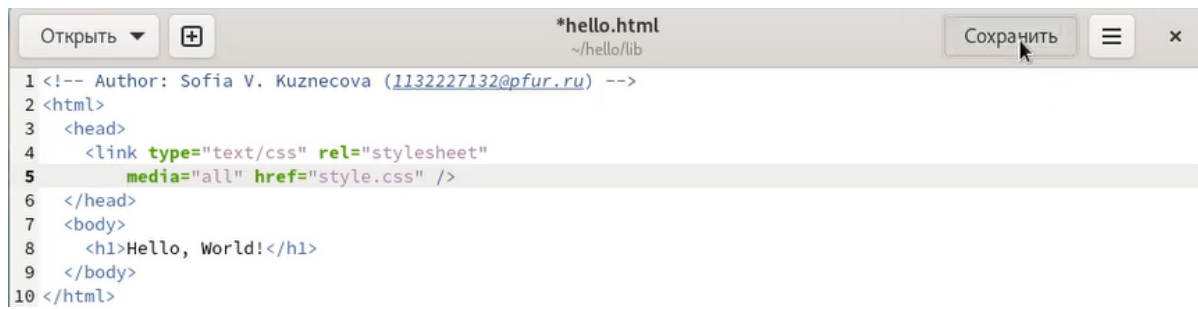 Открыть
*hello.html
~/hello/lib
Сохранить
1 <!-- Author: Sofia V. Kuznecova (1132227132@pfur.ru) -->
2 <html>
3   <head>
4     <link type="text/css" rel="stylesheet"
5         media="all" href="style.css" />
6   </head>
7   <body>
8     <h1>Hello, World!</h1>
9   </body>
10 </html>